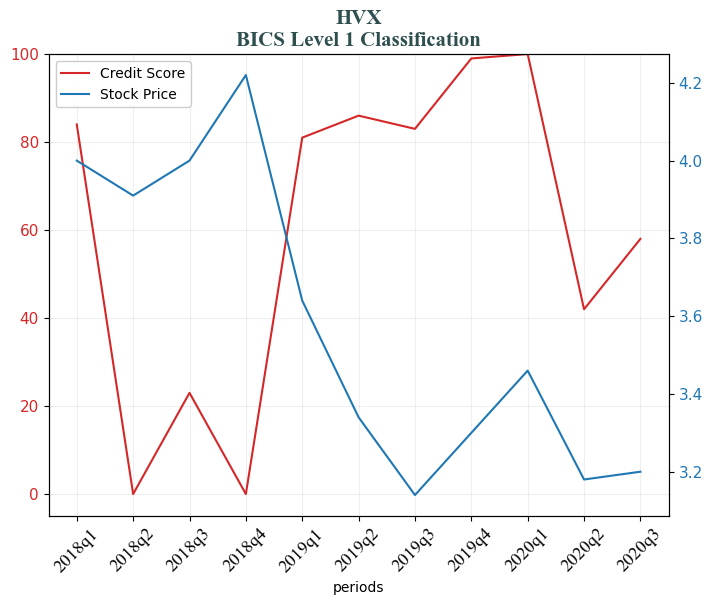 HVX
BICS Level 1 Classification
Credit Score
Stock Price
100
80
60
40
20
0
4.2
4.0
3.8
3.6
3.4
3.2
2018q1
2018q2
2018q3
2018q4
2019q1
2019q2
2019q3
2019q4
2020q1
2020q2
2020q3
periods